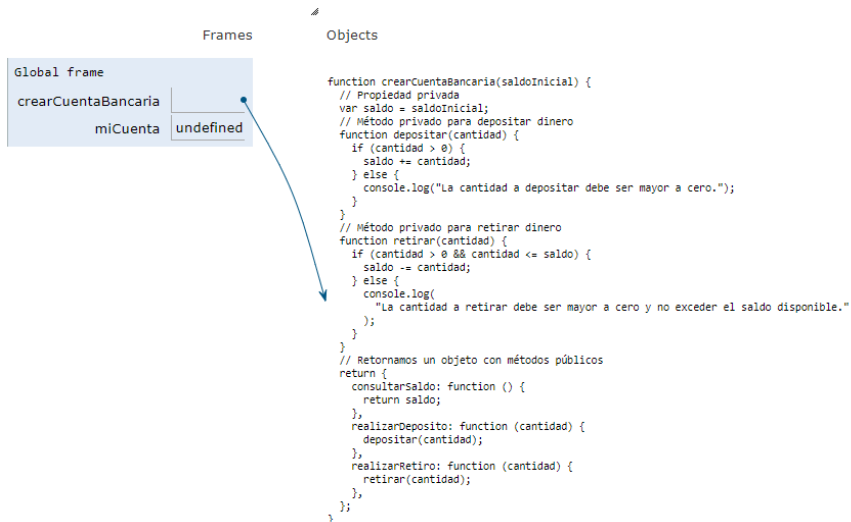 Frames
Objects
Global frame
crearCuentaBancaria
miCuenta undefined
function crearCuentaBancaria(saldoInicial) {
  // Propiedad privada
  var saldo = saldoInicial;
  // Método privado para depositar dinero
  function depositar(cantidad) {
    if (cantidad > 0) {
      saldo += cantidad;
    } else {
      console.log("La cantidad a depositar debe ser mayor a cero.");
    }
  }
  // Método privado para retirar dinero
  function retirar(cantidad) {
    if (cantidad > 0 && cantidad <= saldo) {
      saldo -= cantidad;
    } else {
      console.log(
        "La cantidad a retirar debe ser mayor a cero y no exceder el saldo disponible."
      );
    }
  }
  // Retornamos un objeto con métodos públicos
  return {
    consultarSaldo: function () {
      return saldo;
    },
    realizarDeposito: function (cantidad) {
      depositar(cantidad);
    },
    realizarRetiro: function (cantidad) {
      retirar(cantidad);
    },
  };
}